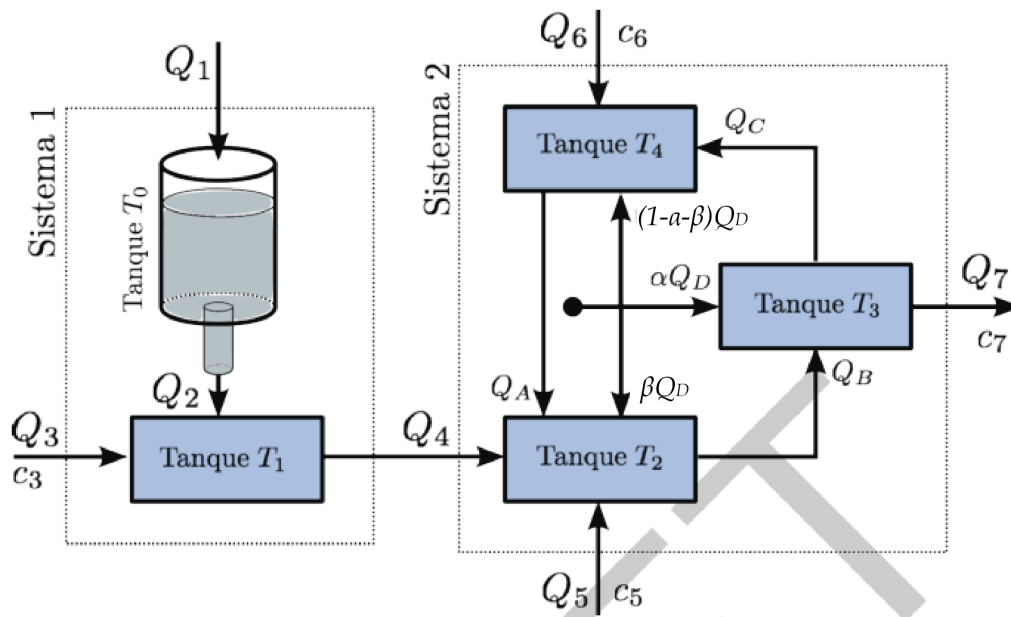 Q1
Sistema 1
Tanque T0
Q2
Q3
c3
Tanque T1
Q4
Sistema 2
Q6
c6
Tanque T4
QC
(1-α-β)QD
αQD
Tanque T3
Q7
c7
QA
βQD
QB
Tanque T2
Q5
c5